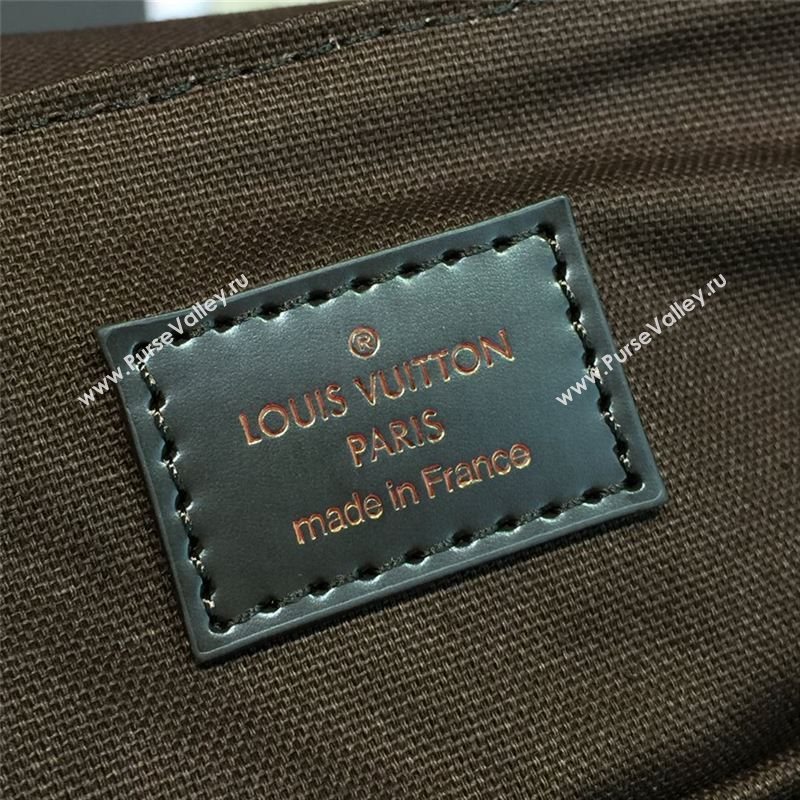 ®
LOUIS VUITTON
PARIS
made in France
www.PurseValley.ru
www.PurseValley.ru